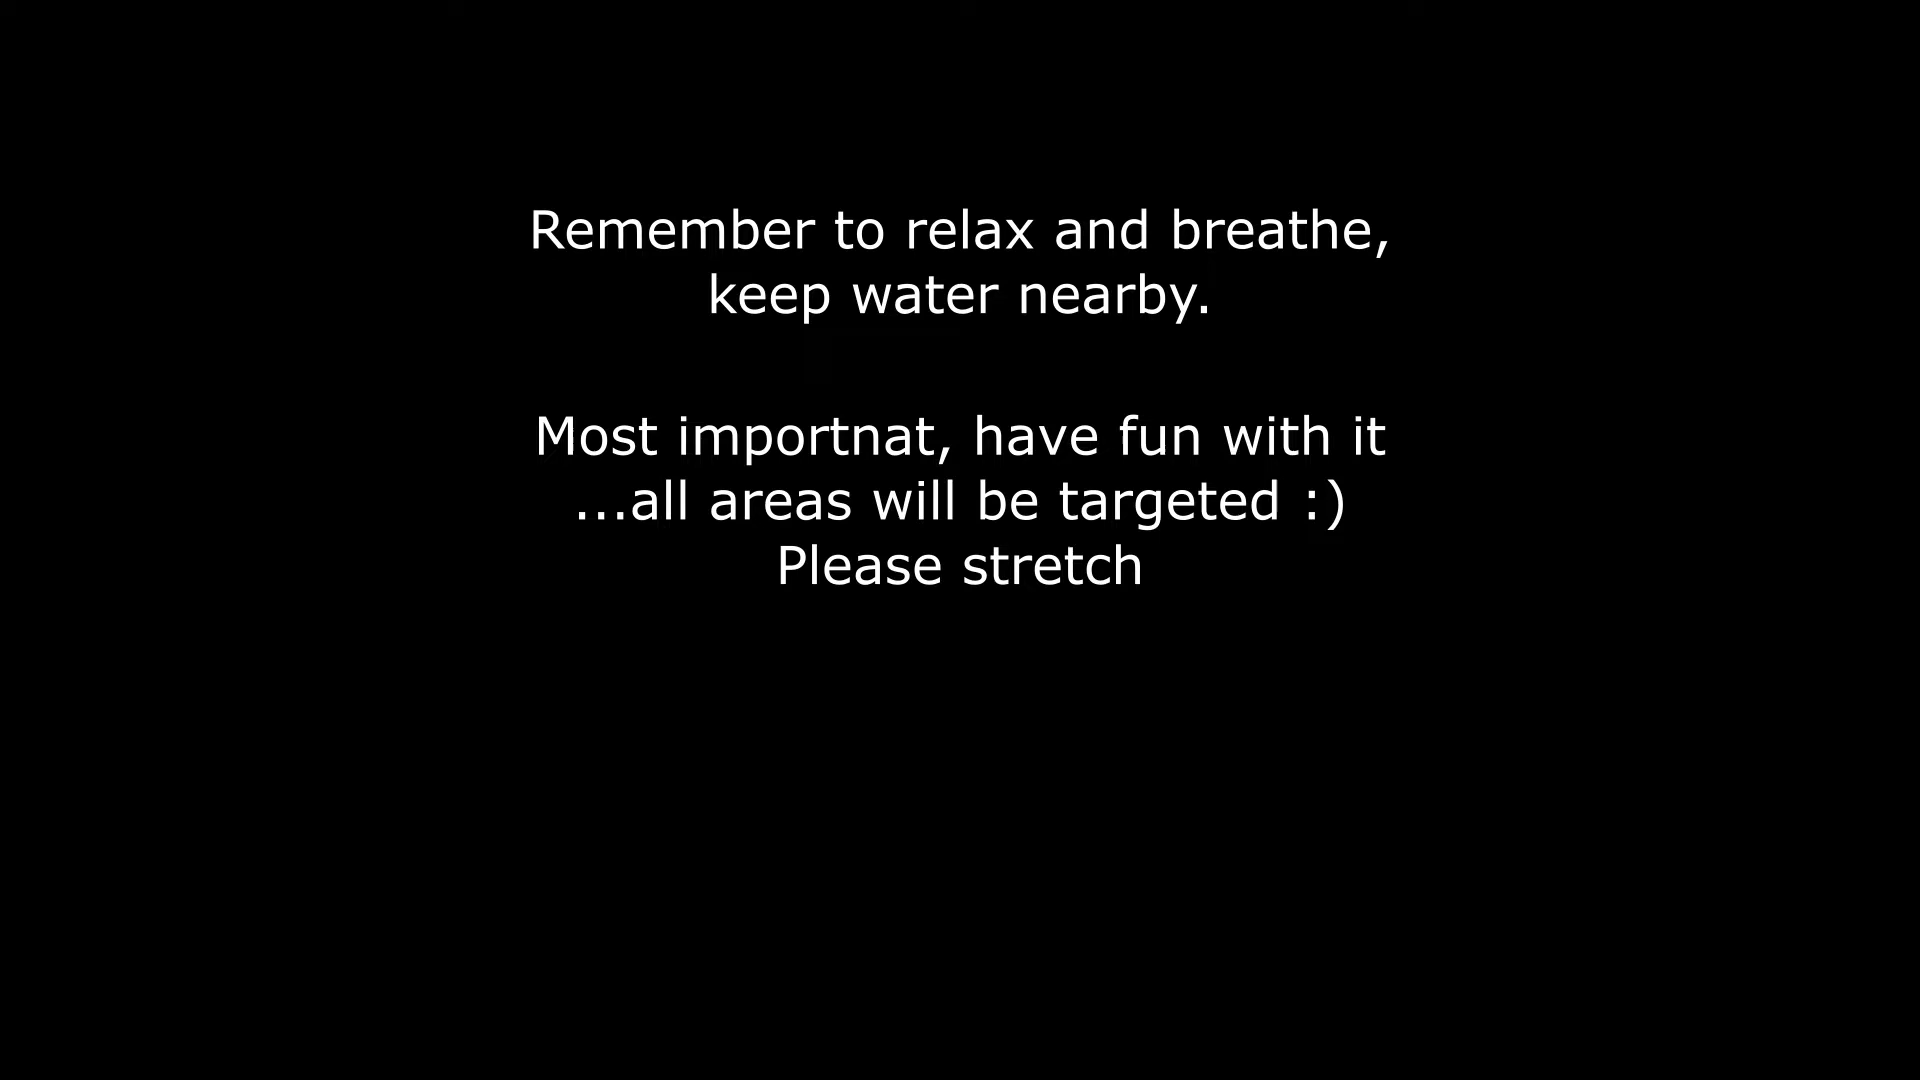 Remember to relax and breathe,
keep water nearby.
Most importnat, have fun with it
...all areas will be targeted :)
Please stretch